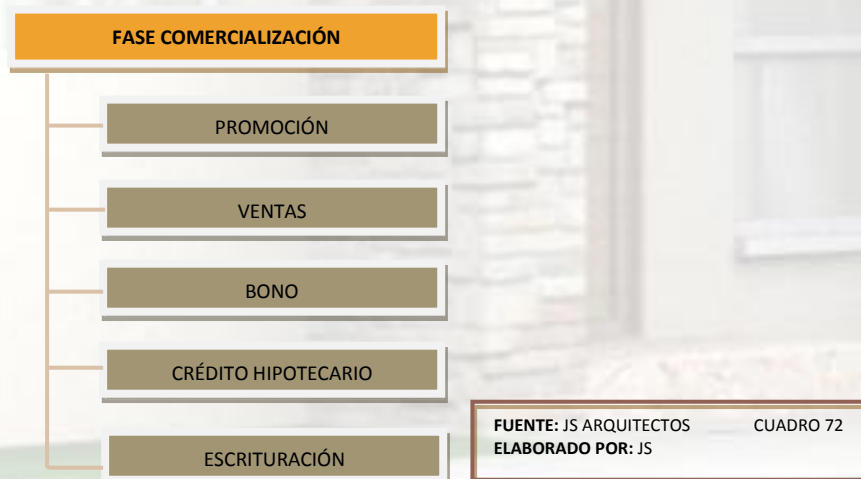 FASE COMERCIALIZACIÓN
PROMOCIÓN
VENTAS
BONO
CRÉDITO HIPOTECARIO
ESCRITURACIÓN
FUENTE: JS ARQUITECTOS CUADRO 72
ELABORADO POR: JS